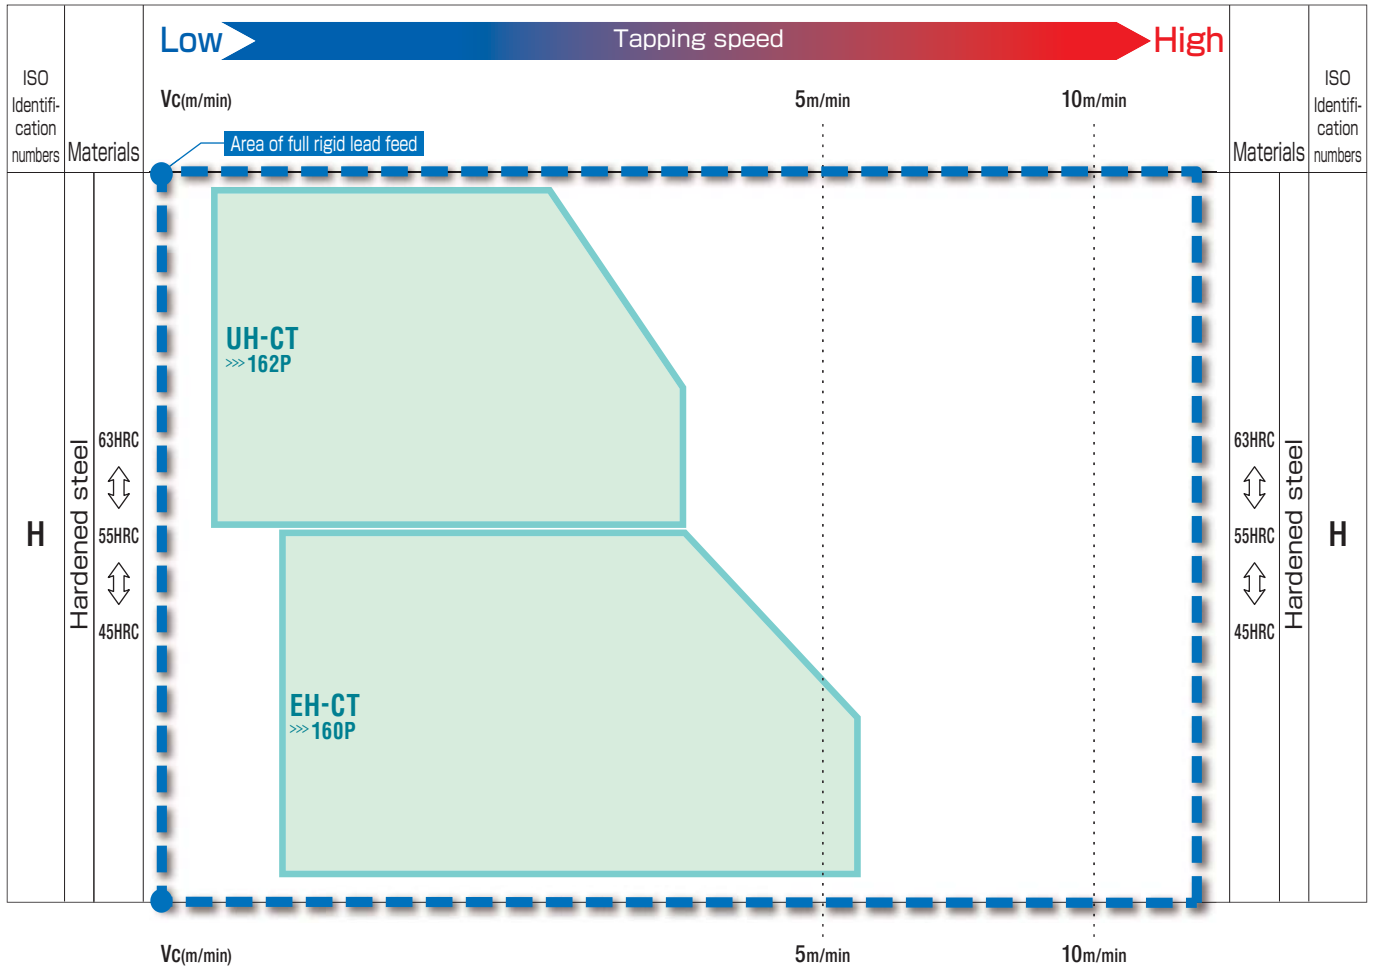 Low
Tapping speed
High
ISO
Identifi-
cation
numbers
Materials
Vc(m/min)
5m/min
10m/min
Materials
ISO
Identifi-
cation
numbers
Area of full rigid lead feed
UH-CT
>>> 162P
EH-CT
>>> 160P
H
Hardened steel
63HRC
55HRC
45HRC
63HRC
55HRC
45HRC
Hardened steel
H
Vc(m/min)
5m/min
10m/min